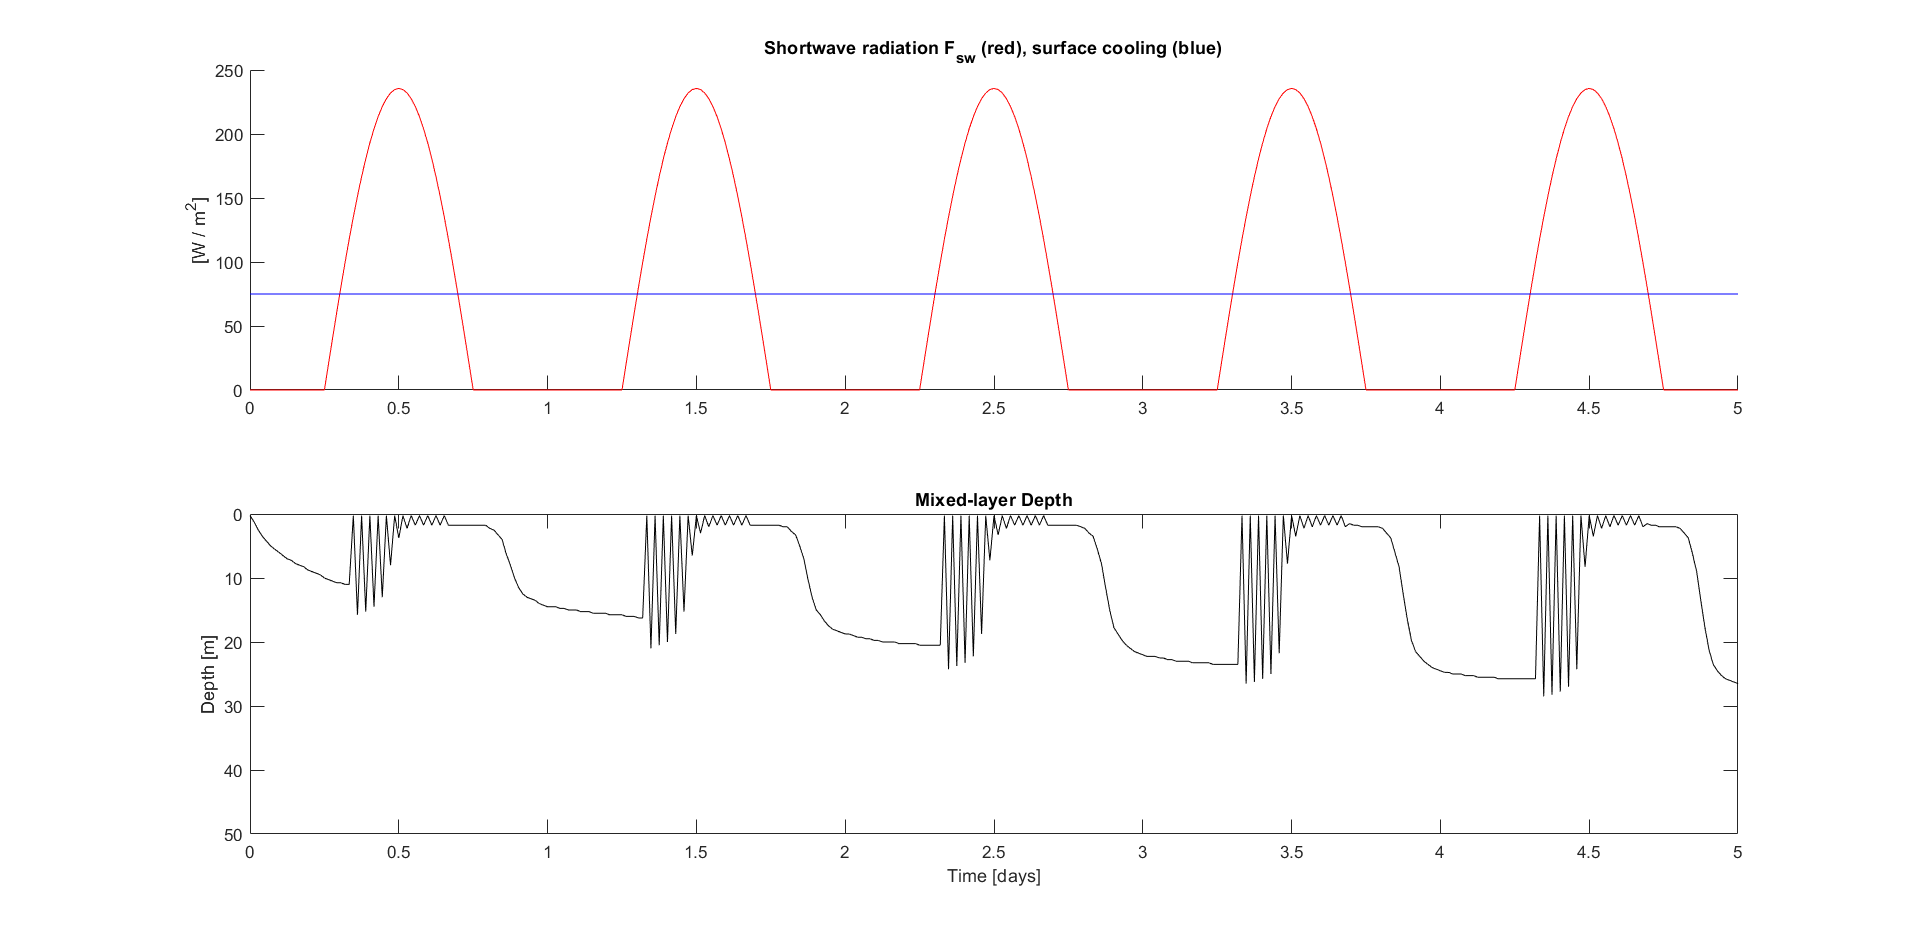 Shortwave radiation Fsw (red), surface cooling (blue)
250
200
150
100
50
0
[W / m2]
0 0.5 1 1.5 2 2.5 3 3.5 4 4.5 5
Mixed-layer Depth
0
10
20
30
40
50
Depth [m]
0 0.5 1 1.5 2 2.5 3 3.5 4 4.5 5
Time [days]